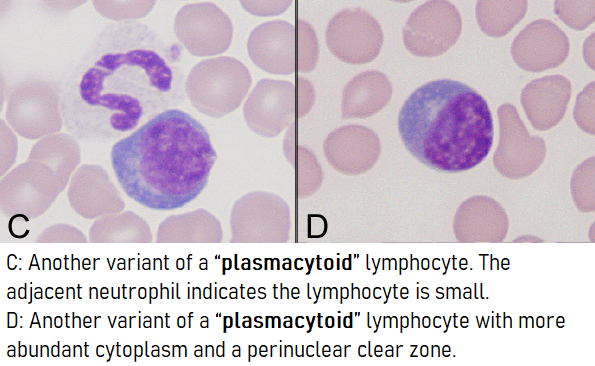 C D
C: Another variant of a “plasmacytoid” lymphocyte. The
adjacent neutrophil indicates the lymphocyte is small.
D: Another variant of a “plasmacytoid” lymphocyte with more
abundant cytoplasm and a perinuclear clear zone.